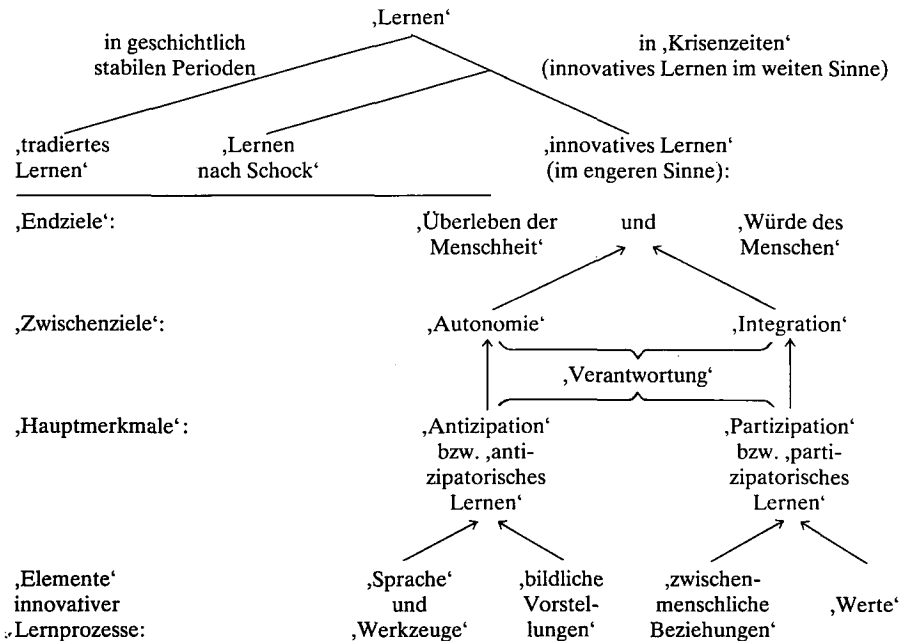 ‚Lernen‘
in geschichtlich
stabilen Perioden
in ‚Krisenzeiten‘
(innovatives Lernen im weiten Sinne)
‚tradiertes
Lernen‘
‚Lernen
nach Schock‘
‚innovatives Lernen‘
(im engeren Sinne):
‚Endziele‘:
‚Überleben der
Menschheit‘
und
‚Würde des
Menschen‘
‚Zwischenziele‘:
‚Autonomie‘
‚Integration‘
‚Verantwortung‘
‚Hauptmerkmale‘:
‚Antizipation‘
bzw. ‚anti-
zipatorisches
Lernen‘
‚Partizipation‘
bzw. ‚parti-
zipatorisches
Lernen‘
‚Elemente‘
innovativer
Lernprozesse:
‚Sprache‘
und
‚Werkzeuge‘
‚bildliche
Vorstel-
lungen‘
‚zwischen-
menschliche
Beziehungen‘
‚Werte‘